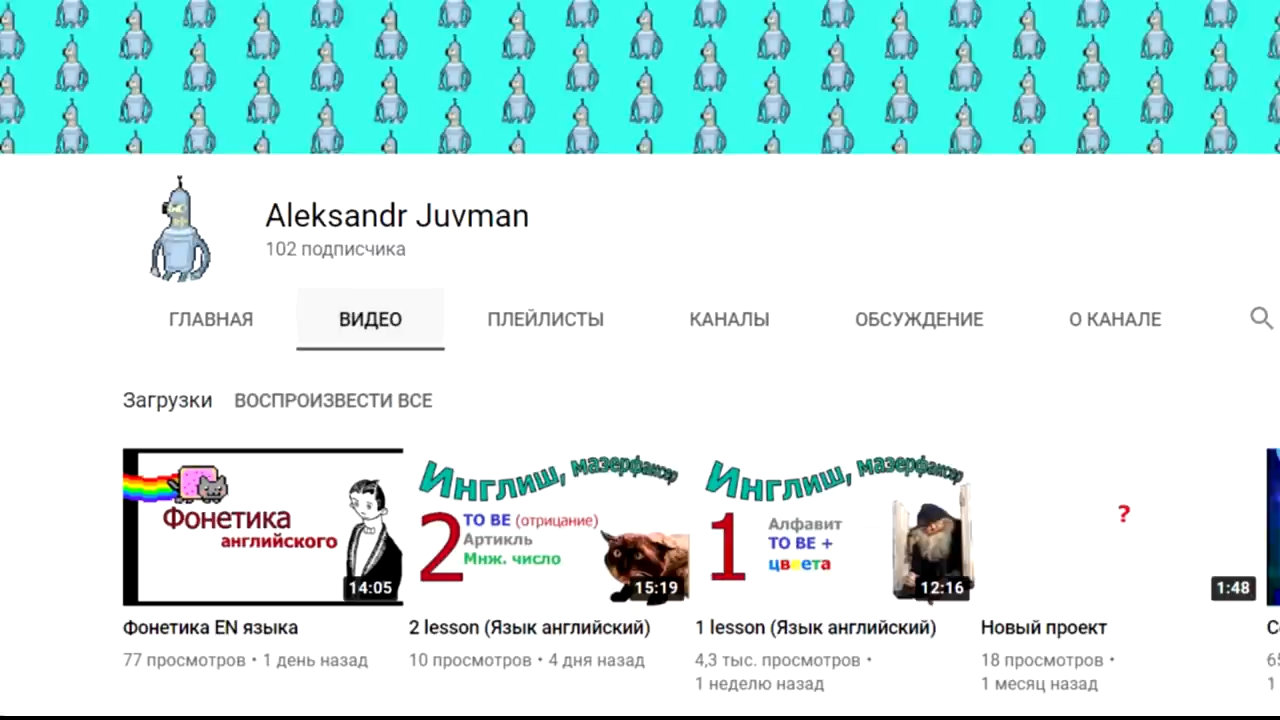 Aleksandr Juvman
102 подписчика
ГЛАВНАЯ ВИДЕО ПЛЕЙЛИСТЫ КАНАЛЫ ОБСУЖДЕНИЕ О КАНАЛЕ
Загрузки ВОСПРОИЗВЕСТИ ВСЕ
Фонетика
английского
14:05
Инглиш, мазерфакер
2 TO BE (отрицание)
Артикль
Мнж. число
15:19
Инглиш, мазерфакер
1 Алфавит
TO BE +
цвета
12:16
?
1:48
Фонетика EN языка
77 просмотров • 1 день назад
2 lesson (Язык английский)
10 просмотров • 4 дня назад
1 lesson (Язык английский)
4,3 тыс. просмотров •
1 неделю назад
Новый проект
18 просмотров •
1 месяц назад